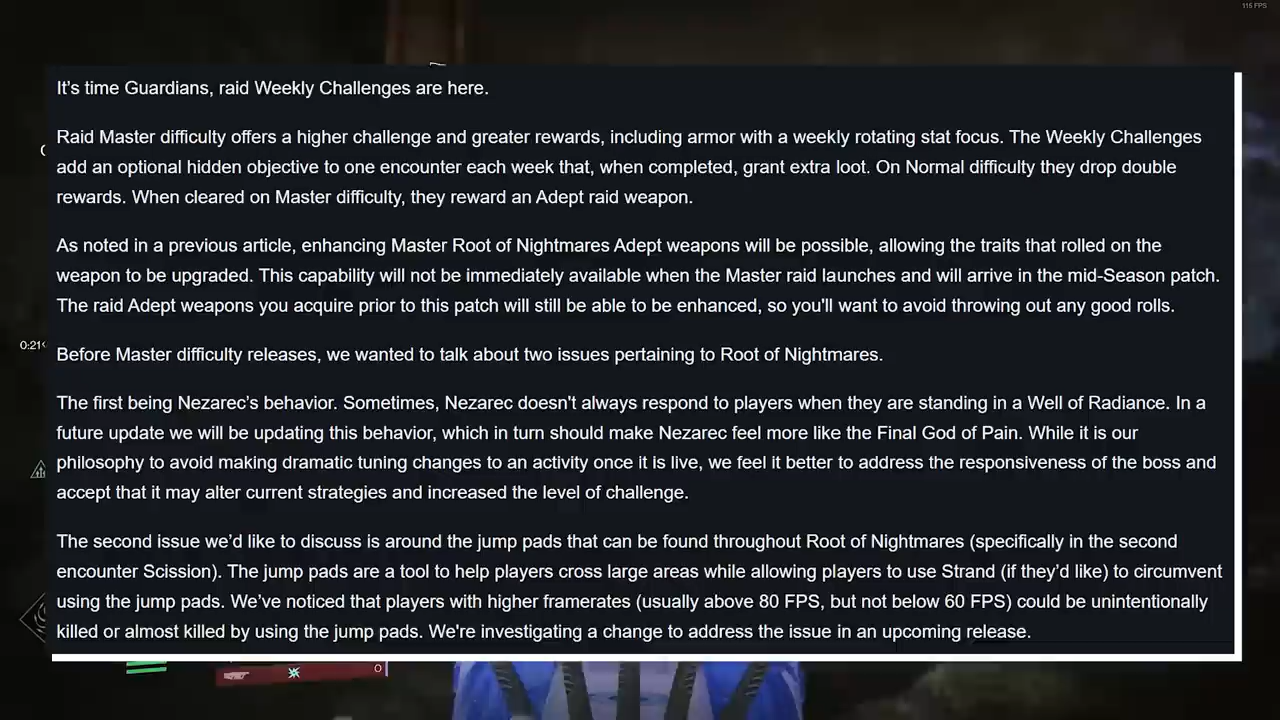 115 FPS
It's time Guardians, raid Weekly Challenges are here.
Raid Master difficulty offers a higher challenge and greater rewards, including armor with a weekly rotating stat focus. The Weekly Challenges
add an optional hidden objective to one encounter each week that, when completed, grant extra loot. On Normal difficulty they drop double
rewards. When cleared on Master difficulty, they reward an Adept raid weapon.
As noted in a previous article, enhancing Master Root of Nightmares Adept weapons will be possible, allowing the traits that rolled on the
weapon to be upgraded. This capability will not be immediately available when the Master raid launches and will arrive in the mid-Season patch.
The raid Adept weapons you acquire prior to this patch will still be able to be enhanced, so you'll want to avoid throwing out any good rolls.
Before Master difficulty releases, we wanted to talk about two issues pertaining to Root of Nightmares.
The first being Nezarec’s behavior. Sometimes, Nezarec doesn't always respond to players when they are standing in a Well of Radiance. In a
future update we will be updating this behavior, which in turn should make Nezarec feel more like the Final God of Pain. While it is our
philosophy to avoid making dramatic tuning changes to an activity once it is live, we feel it better to address the responsiveness of the boss and
accept that it may alter current strategies and increased the level of challenge.
The second issue we’d like to discuss is around the jump pads that can be found throughout Root of Nightmares (specifically in the second
encounter Scission). The jump pads are a tool to help players cross large areas while allowing players to use Strand (if they’d like) to circumvent
using the jump pads. We’ve noticed that players with higher framerates (usually above 80 FPS, but not below 60 FPS) could be unintentionally
killed or almost killed by using the jump pads. We're investigating a change to address the issue in an upcoming release.
0:21
0